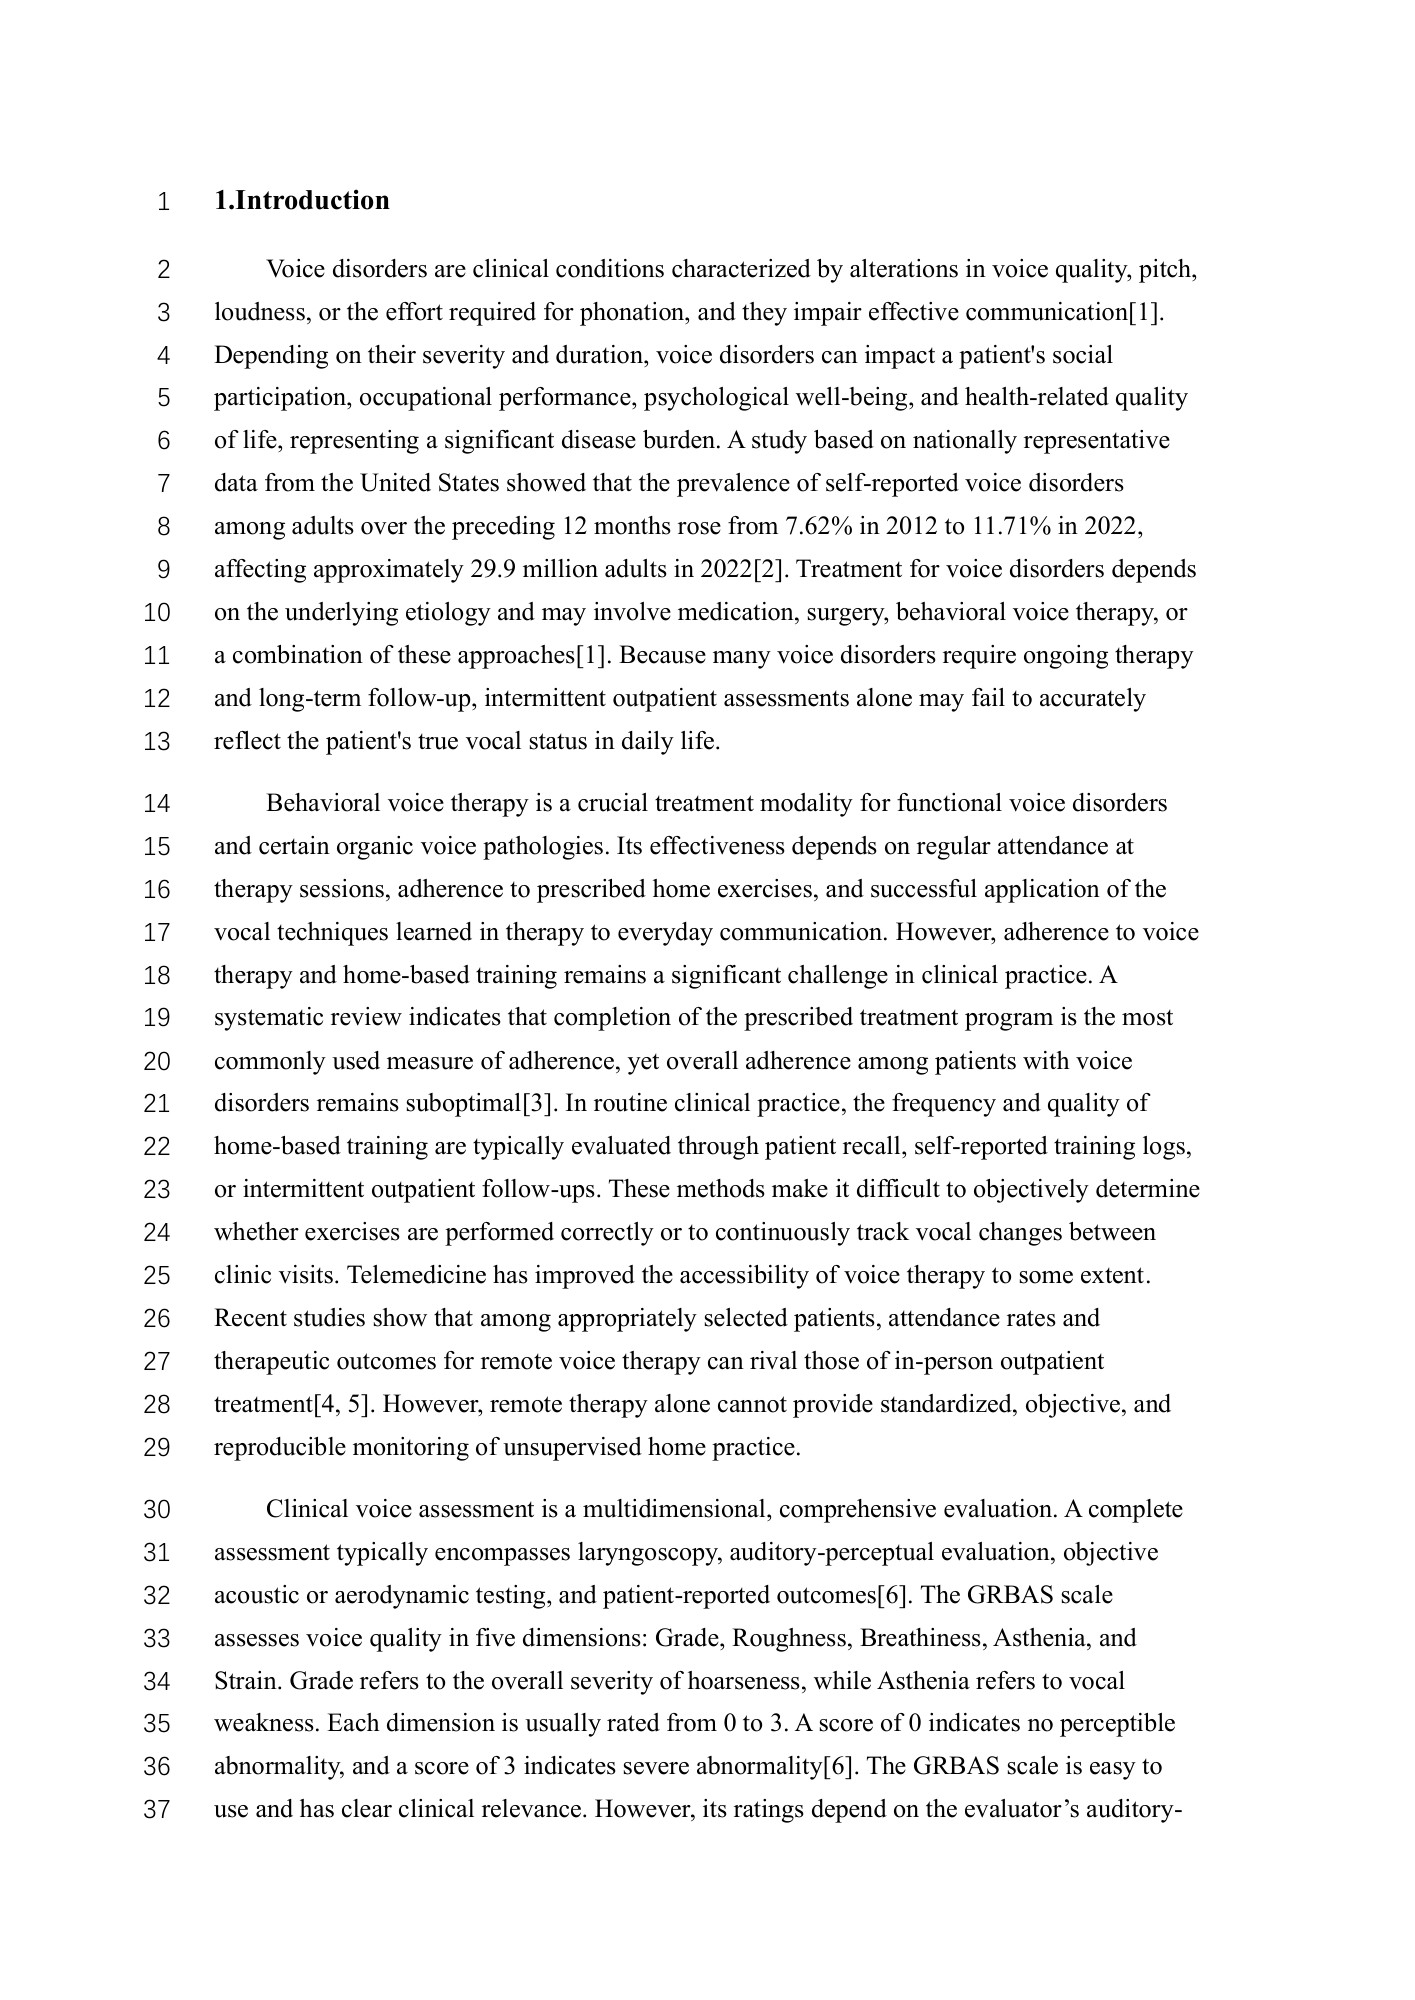 1 1.Introduction
2 Voice disorders are clinical conditions characterized by alterations in voice quality, pitch,
3 loudness, or the effort required for phonation, and they impair effective communication[1].
4 Depending on their severity and duration, voice disorders can impact a patient's social
5 participation, occupational performance, psychological well-being, and health-related quality
6 of life, representing a significant disease burden. A study based on nationally representative
7 data from the United States showed that the prevalence of self-reported voice disorders
8 among adults over the preceding 12 months rose from 7.62% in 2012 to 11.71% in 2022,
9 affecting approximately 29.9 million adults in 2022[2]. Treatment for voice disorders depends
10 on the underlying etiology and may involve medication, surgery, behavioral voice therapy, or
11 a combination of these approaches[1]. Because many voice disorders require ongoing therapy
12 and long-term follow-up, intermittent outpatient assessments alone may fail to accurately
13 reflect the patient's true vocal status in daily life.
14 Behavioral voice therapy is a crucial treatment modality for functional voice disorders
15 and certain organic voice pathologies. Its effectiveness depends on regular attendance at
16 therapy sessions, adherence to prescribed home exercises, and successful application of the
17 vocal techniques learned in therapy to everyday communication. However, adherence to voice
18 therapy and home-based training remains a significant challenge in clinical practice. A
19 systematic review indicates that completion of the prescribed treatment program is the most
20 commonly used measure of adherence, yet overall adherence among patients with voice
21 disorders remains suboptimal[3]. In routine clinical practice, the frequency and quality of
22 home-based training are typically evaluated through patient recall, self-reported training logs,
23 or intermittent outpatient follow-ups. These methods make it difficult to objectively determine
24 whether exercises are performed correctly or to continuously track vocal changes between
25 clinic visits. Telemedicine has improved the accessibility of voice therapy to some extent.
26 Recent studies show that among appropriately selected patients, attendance rates and
27 therapeutic outcomes for remote voice therapy can rival those of in-person outpatient
28 treatment[4, 5]. However, remote therapy alone cannot provide standardized, objective, and
29 reproducible monitoring of unsupervised home practice.
30 Clinical voice assessment is a multidimensional, comprehensive evaluation. A complete
31 assessment typically encompasses laryngoscopy, auditory-perceptual evaluation, objective
32 acoustic or aerodynamic testing, and patient-reported outcomes[6]. The GRBAS scale
33 assesses voice quality in five dimensions: Grade, Roughness, Breathiness, Asthenia, and
34 Strain. Grade refers to the overall severity of hoarseness, while Asthenia refers to vocal
35 weakness. Each dimension is usually rated from 0 to 3. A score of 0 indicates no perceptible
36 abnormality, and a score of 3 indicates severe abnormality[6]. The GRBAS scale is easy to
37 use and has clear clinical relevance. However, its ratings depend on the evaluator’s auditory-